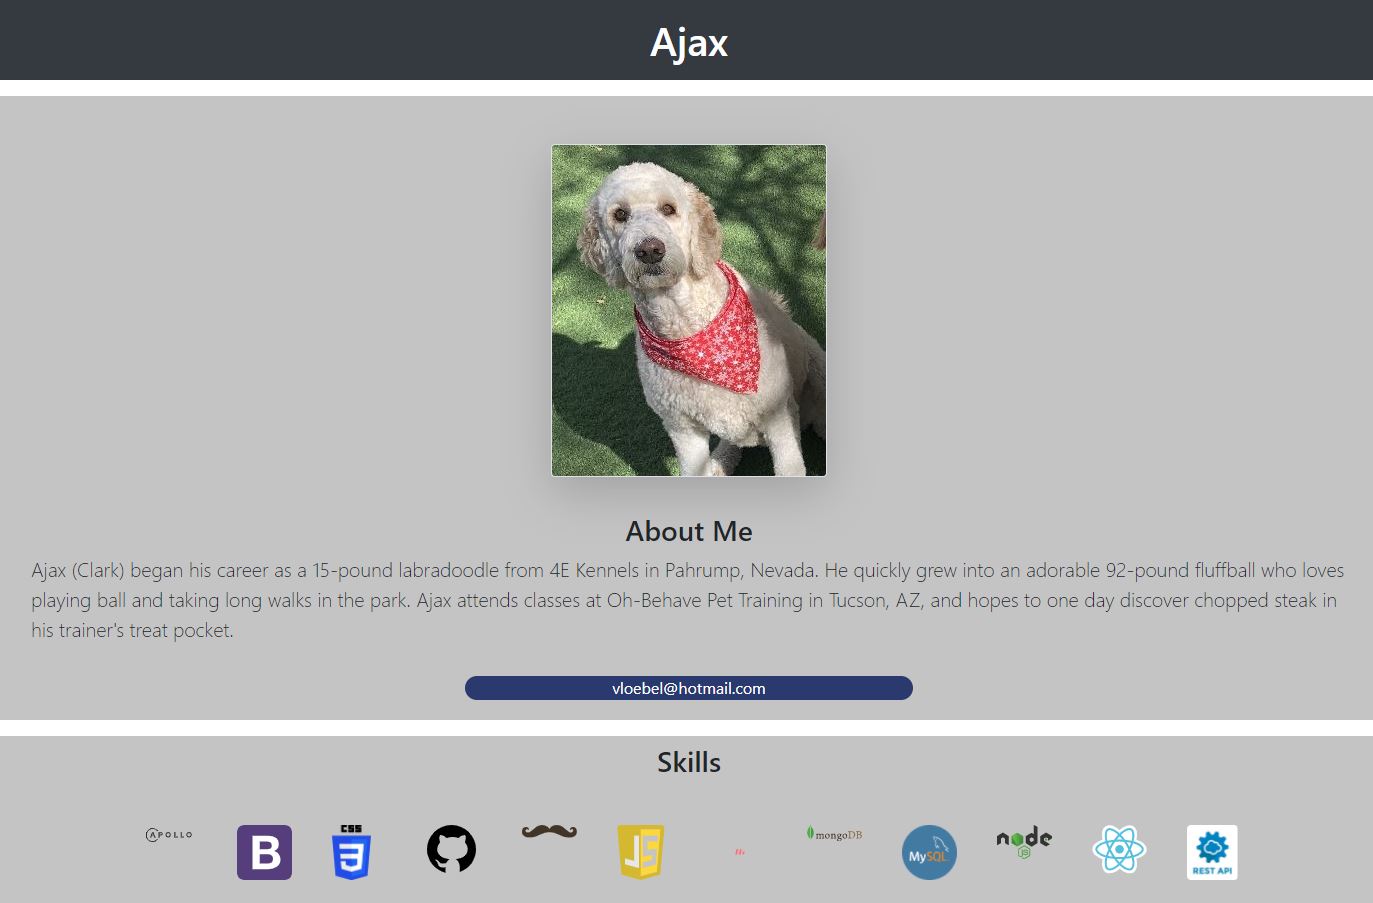 Ajax
About Me
Ajax (Clark) began his career as a 15-pound labradoodle from 4E Kennels in Pahrump, Nevada. He quickly grew into an adorable 92-pound fluffball who loves
playing ball and taking long walks in the park. Ajax attends classes at Oh-Behave Pet Training in Tucson, AZ, and hopes to one day discover chopped steak in
his trainer's treat pocket.
vloebel@hotmail.com
Skills
APOLLO
B
CSS
3
JS
mongoDB
MySQL
node
JS
REST API